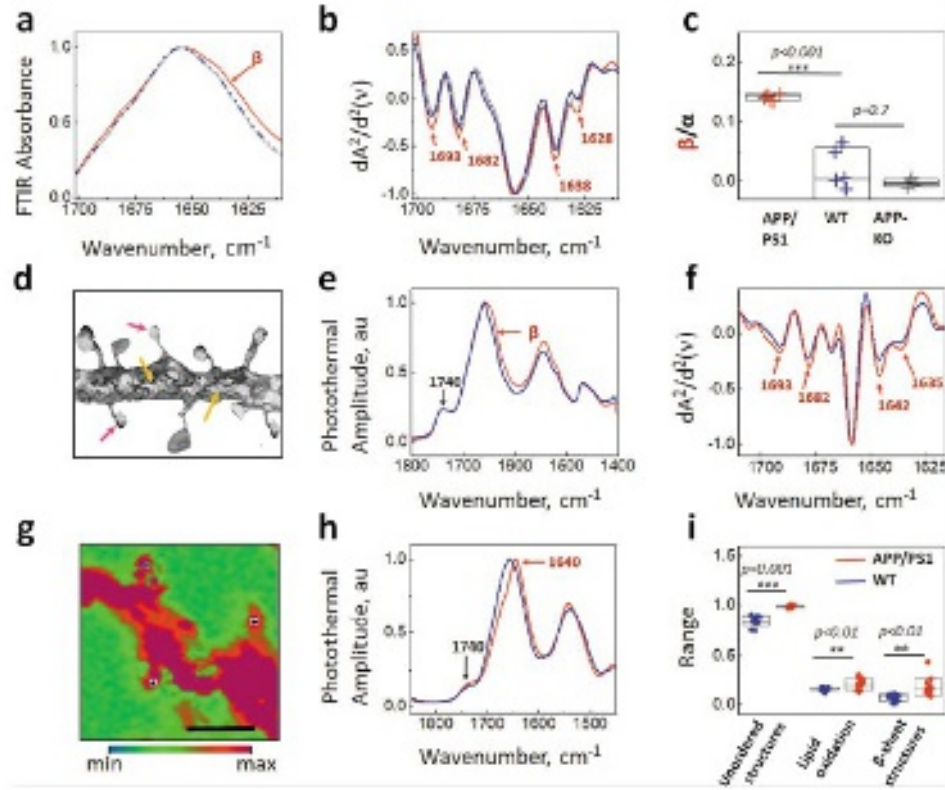 a
b
c
FTIR Absorbance
1.0
0.5
0.0
β
1700 1675 1650 1625
Wavenumber, cm⁻¹
dA²/d²(ν)
0.5
0.0
-0.5
-1.0
1693
1682
1638
1628
1700 1675 1650 1625
Wavenumber, cm⁻¹
β/α
p<0.001
***
p=0.7
0.2
0.1
0.0
APP/
PS1
WT
APP-
KO
d
e
f
Photothermal
Amplitude, au
1.0
0.5
0.0
β
1740
1800 1700 1600 1500 1400
Wavenumber, cm⁻¹
dA²/d²(ν)
0.0
-0.5
-1.0
1693
1682
1642
1635
1700 1675 1650 1625
Wavenumber, cm⁻¹
g
h
i
min
max
Photothermal
Amplitude, au
1.0
0.5
0.0
1640
1740
1800 1700 1600 1500
Wavenumber, cm⁻¹
Range
1.5
1.0
0.5
0.0
APP/PS1
WT
p=0.001
***
p<0.01
**
p<0.01
**
Unordered
structures
Lipid
oxidation
β-sheet
structures